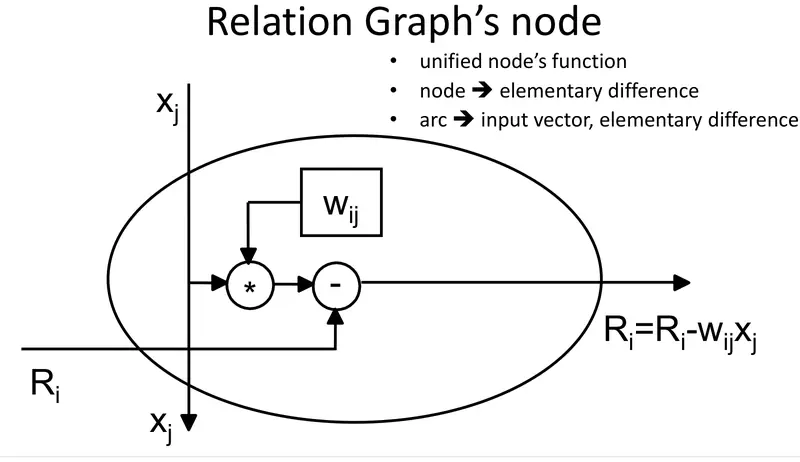 Relation Graph's node
• unified node's function
• node ➔ elementary difference
• arc ➔ input vector, elementary difference
xj
wij
*
-
Ri=Ri-wijxj
Ri
xj